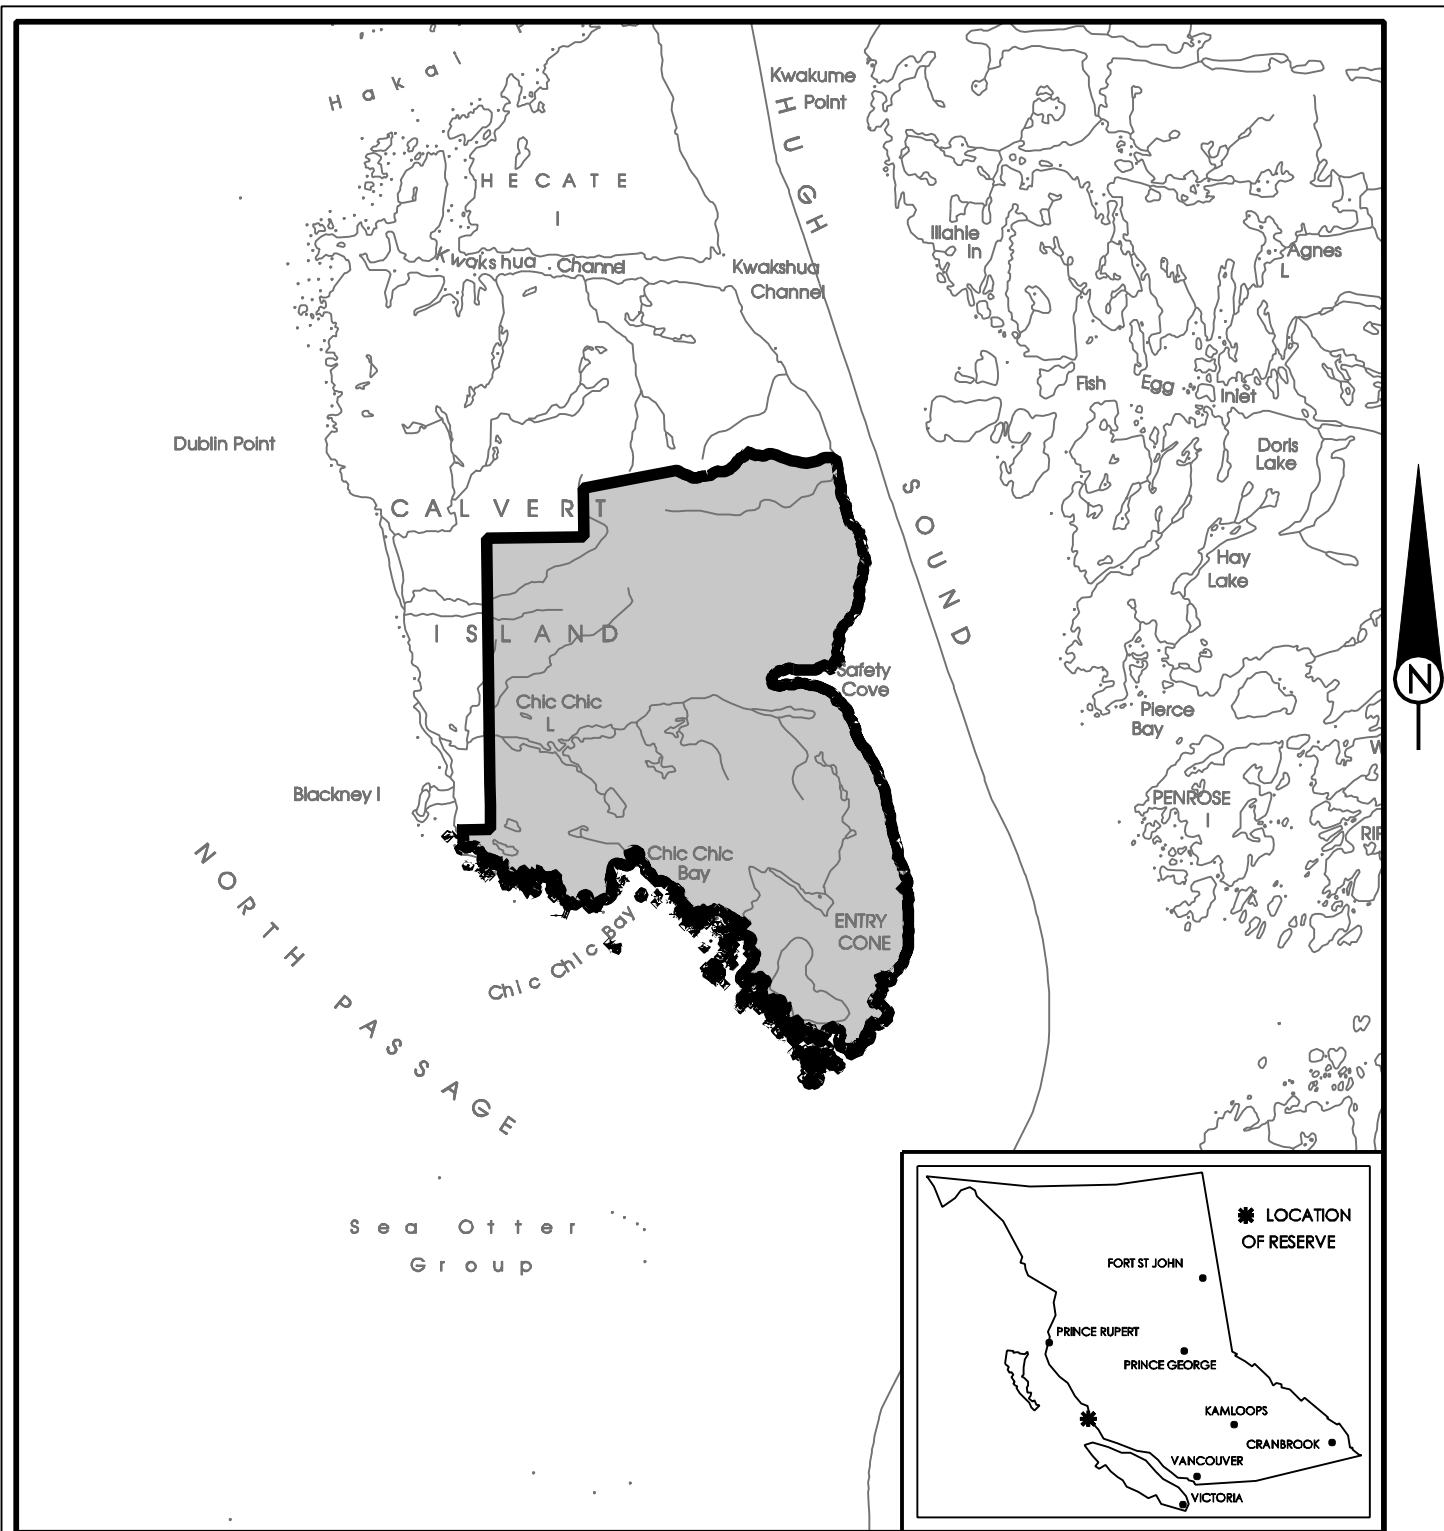 Hakai P
Kwakume
Point
HUGH
HECATE
I
Illahie
In
Agnes
L
Kwakshua Channel
Kwakshua
Channel
Fish Egg Inlet
Dublin Point
Doris
Lake
CALVERT
SOUND
Hay
Lake
ISLAND
Safety
Cove
Chic Chic
L
Pierce
Bay
N
Blackney I
PENROSE
I
W
RIP
Chic Chic
Bay
NORTH PASSAGE
Chic Chic Bay
ENTRY
CONE
Sea Otter
Group
LOCATION
OF RESERVE
FORT ST JOHN
PRINCE RUPERT
PRINCE GEORGE
KAMLOOPS
CRANBROOK
VANCOUVER
VICTORIA